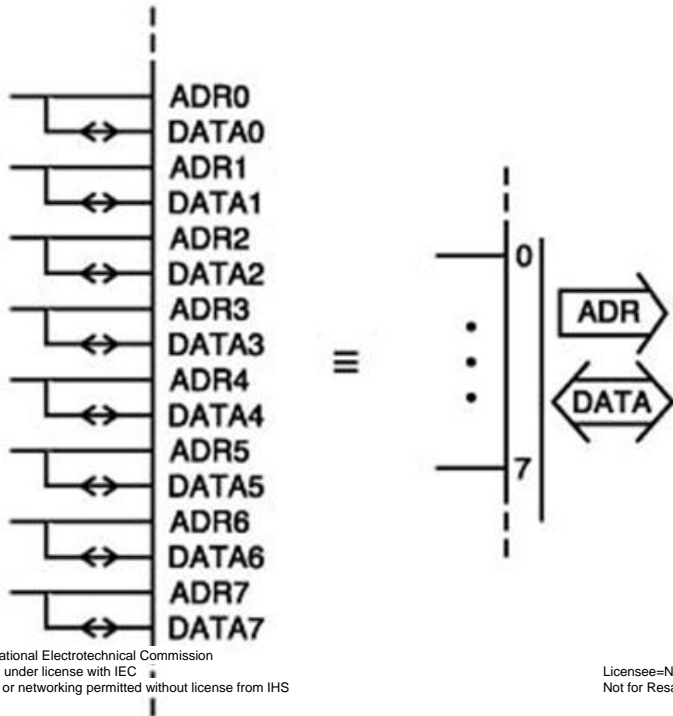 ADR0
DATA0
ADR1
DATA1
ADR2
DATA2
ADR3
DATA3
ADR4
DATA4
ADR5
DATA5
ADR6
DATA6
ADR7
DATA7
≡
0
7
ADR
DATA
ational Electrotechnical Commission
under license with IEC
or networking permitted without license from IHS
Licensee=N
Not for Resa